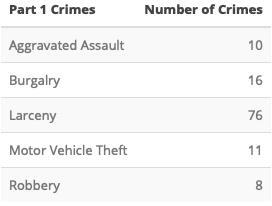 Part 1 Crimes Number of Crimes
Aggravated Assault 10
Burgalry 16
Larceny 76
Motor Vehicle Theft 11
Robbery 8